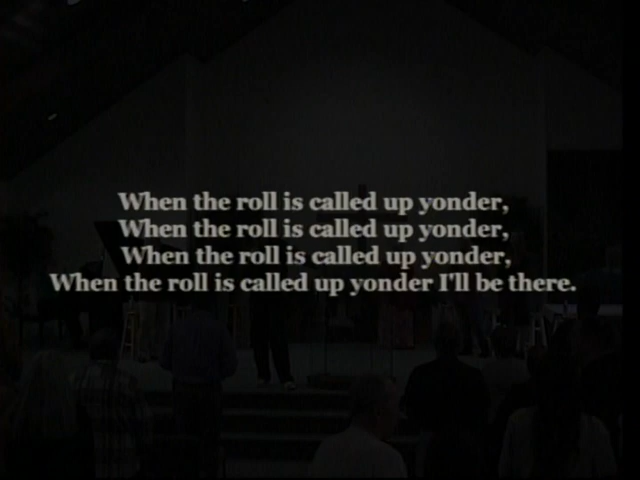 When the roll is called up yonder,
When the roll is called up yonder,
When the roll is called up yonder,
When the roll is called up yonder I'll be there.